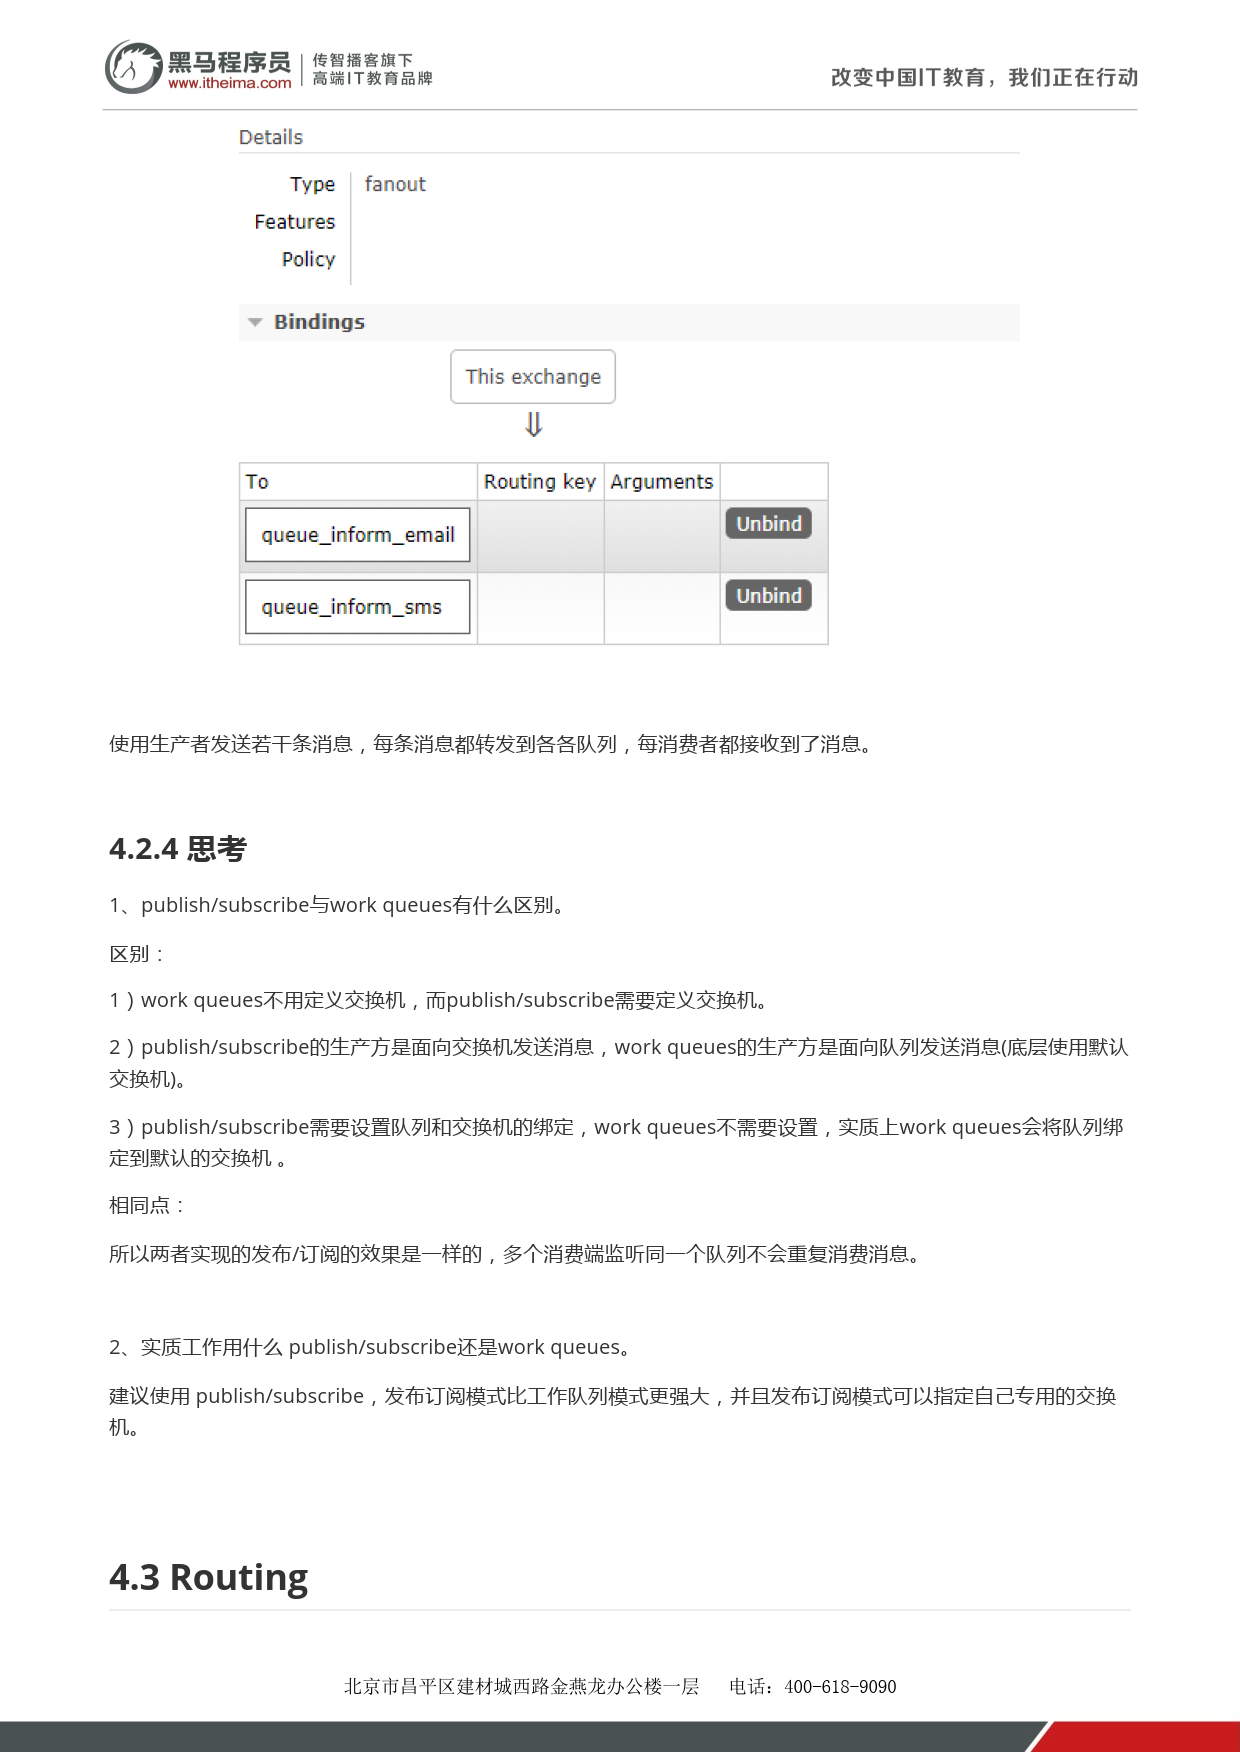 黑马程序员
www.itheima.com
传智播客旗下
高端IT教育品牌
改变中国IT教育，我们正在行动
Details
Type fanout
Features
Policy
Bindings
This exchange
⇓
To Routing key Arguments
queue_inform_email Unbind
queue_inform_sms Unbind
使用生产者发送若干条消息，每条消息都转发到各各队列，每消费者都接收到了消息。
4.2.4 思考
1、publish/subscribe与work queues有什么区别。
区别：
1）work queues不用定义交换机，而publish/subscribe需要定义交换机。
2）publish/subscribe的生产方是面向交换机发送消息，work queues的生产方是面向队列发送消息(底层使用默认
交换机)。
3）publish/subscribe需要设置队列和交换机的绑定，work queues不需要设置，实质上work queues会将队列绑
定到默认的交换机 。
相同点：
所以两者实现的发布/订阅的效果是一样的，多个消费端监听同一个队列不会重复消费消息。
2、实质工作用什么 publish/subscribe还是work queues。
建议使用 publish/subscribe，发布订阅模式比工作队列模式更强大，并且发布订阅模式可以指定自己专用的交换
机。
4.3 Routing
北京市昌平区建材城西路金燕龙办公楼一层 电话：400-618-9090